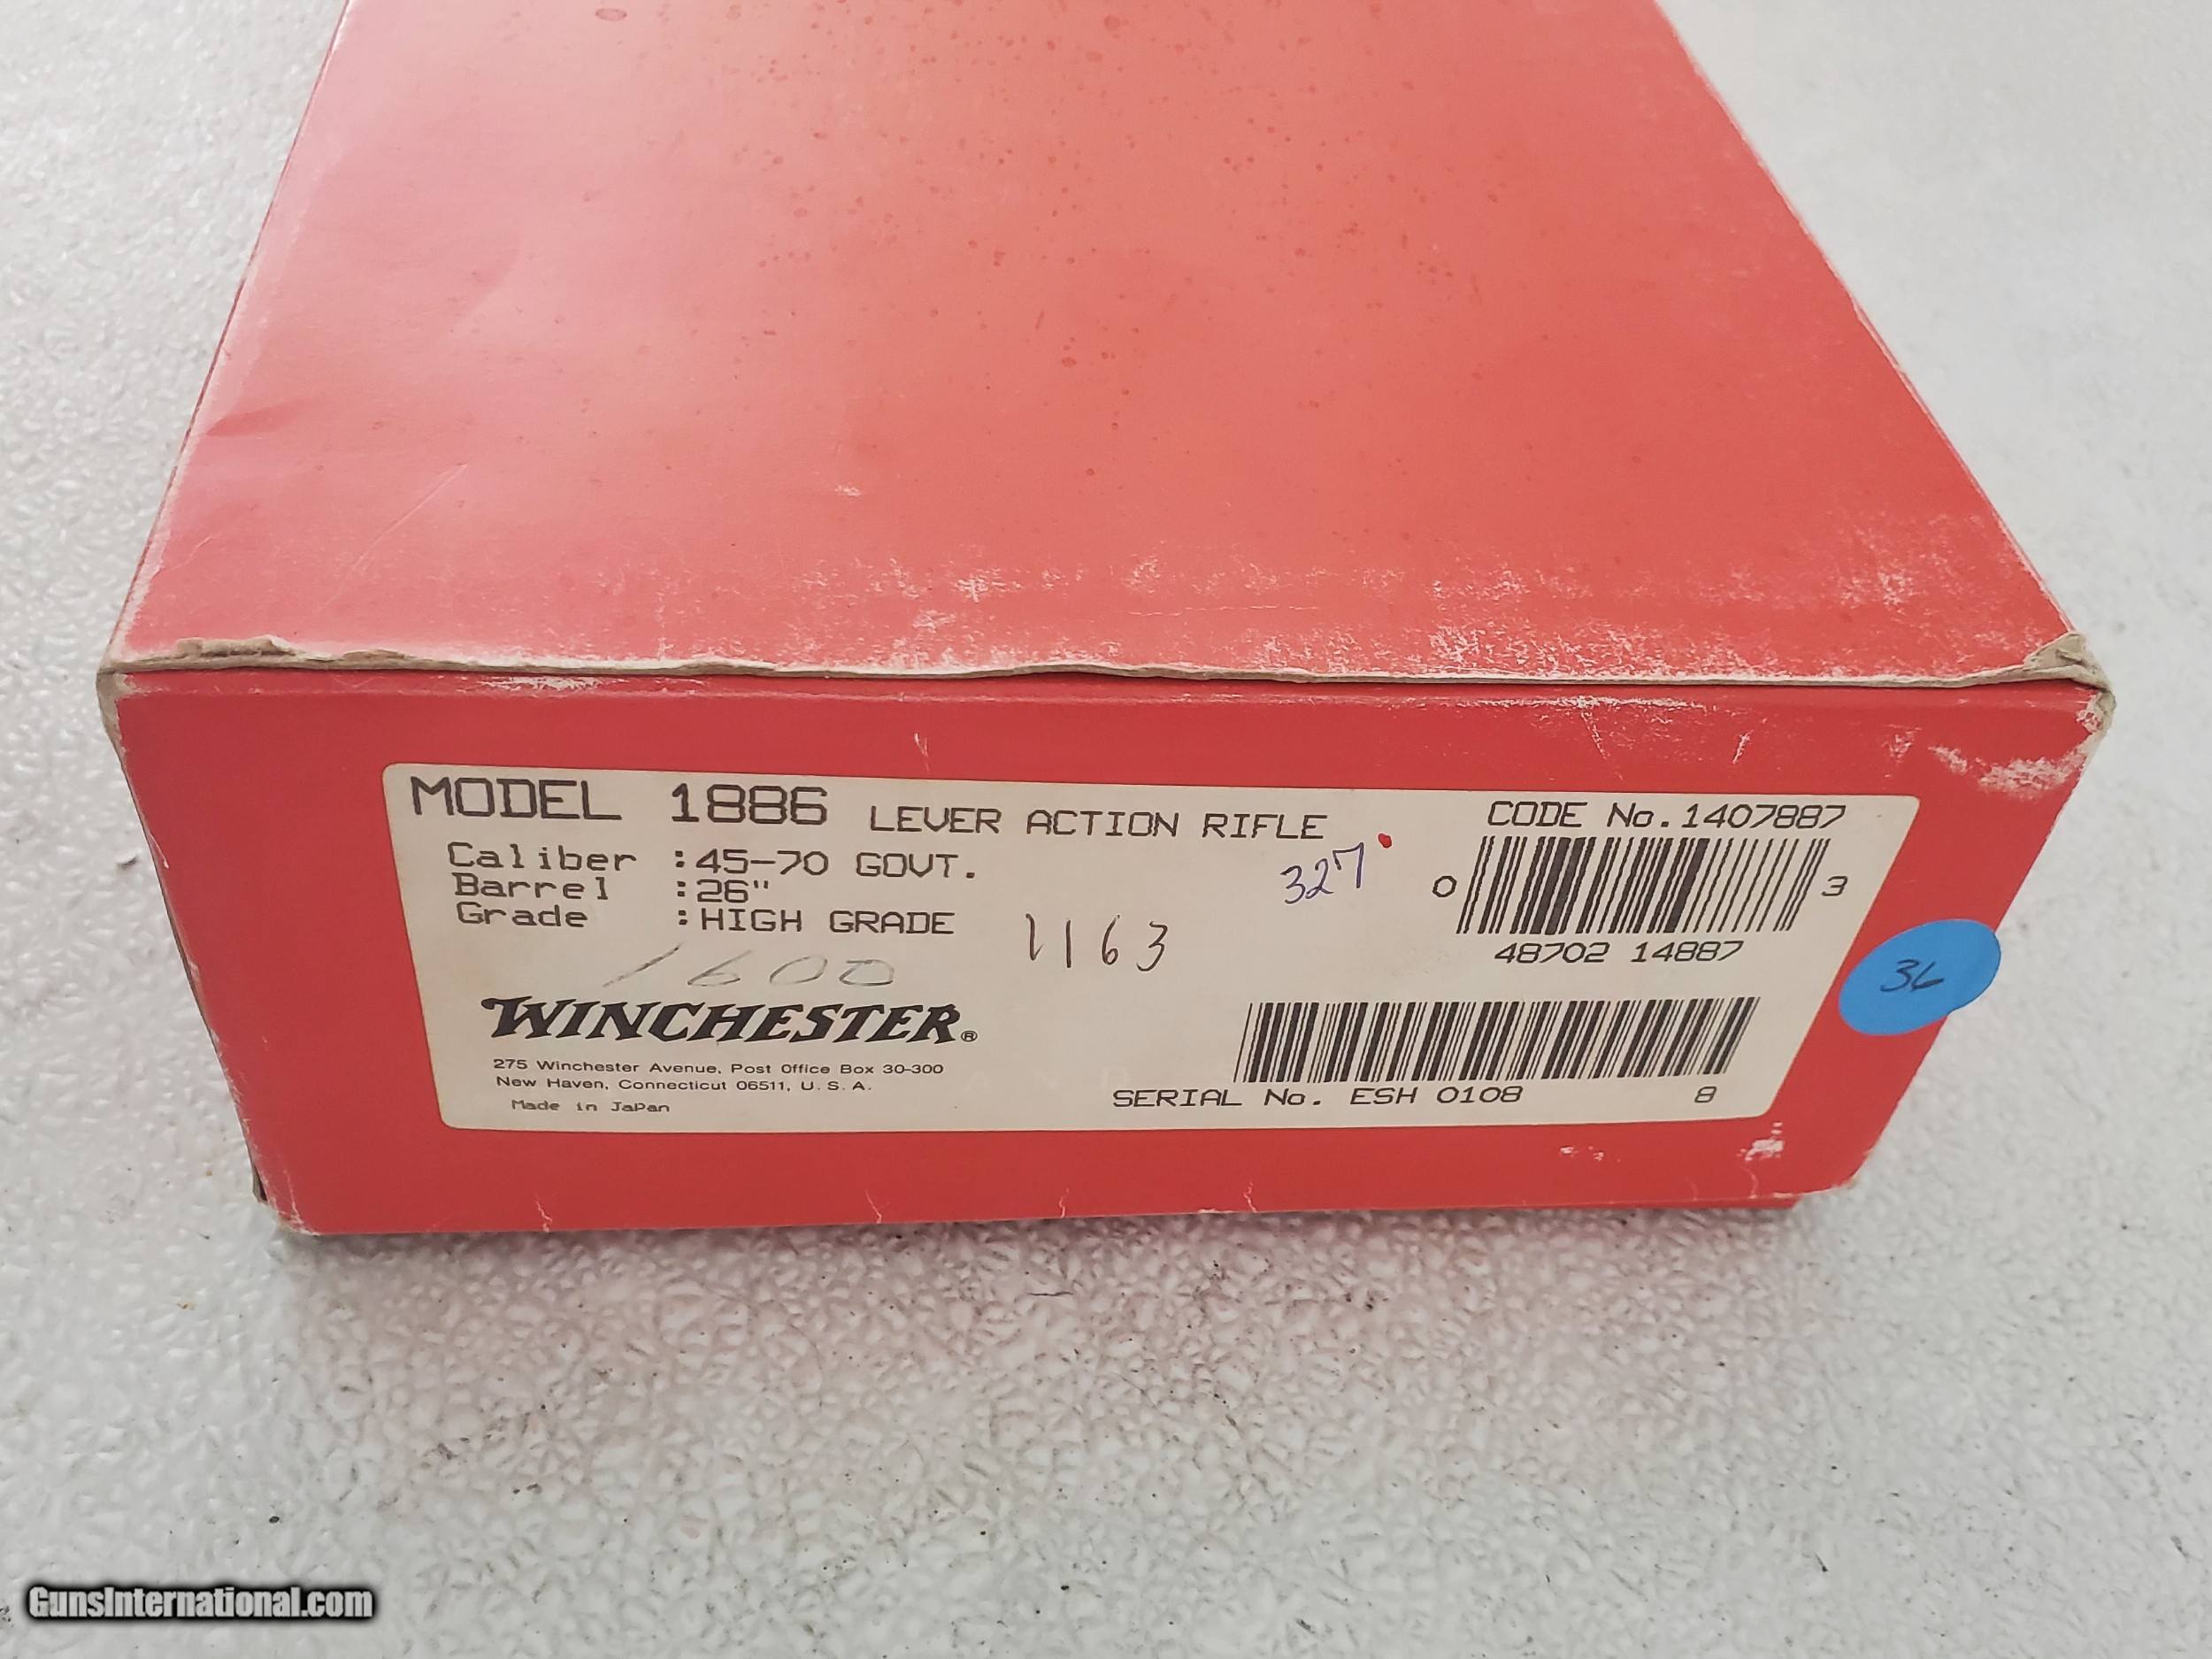 MODEL 1886 LEVER ACTION RIFLE
CODE No. 1407887
Caliber :45-70 GOVT.
Barrel :26"
Grade :HIGH GRADE
327
0 3
48702 14887
1163
1600
36
WINCHESTER®
275 Winchester Avenue, Post Office Box 30-300
New Haven, Connecticut 06511, U.S.A.
Made in Japan
SERIAL No. ESH 0108 8
GunsInternational.com